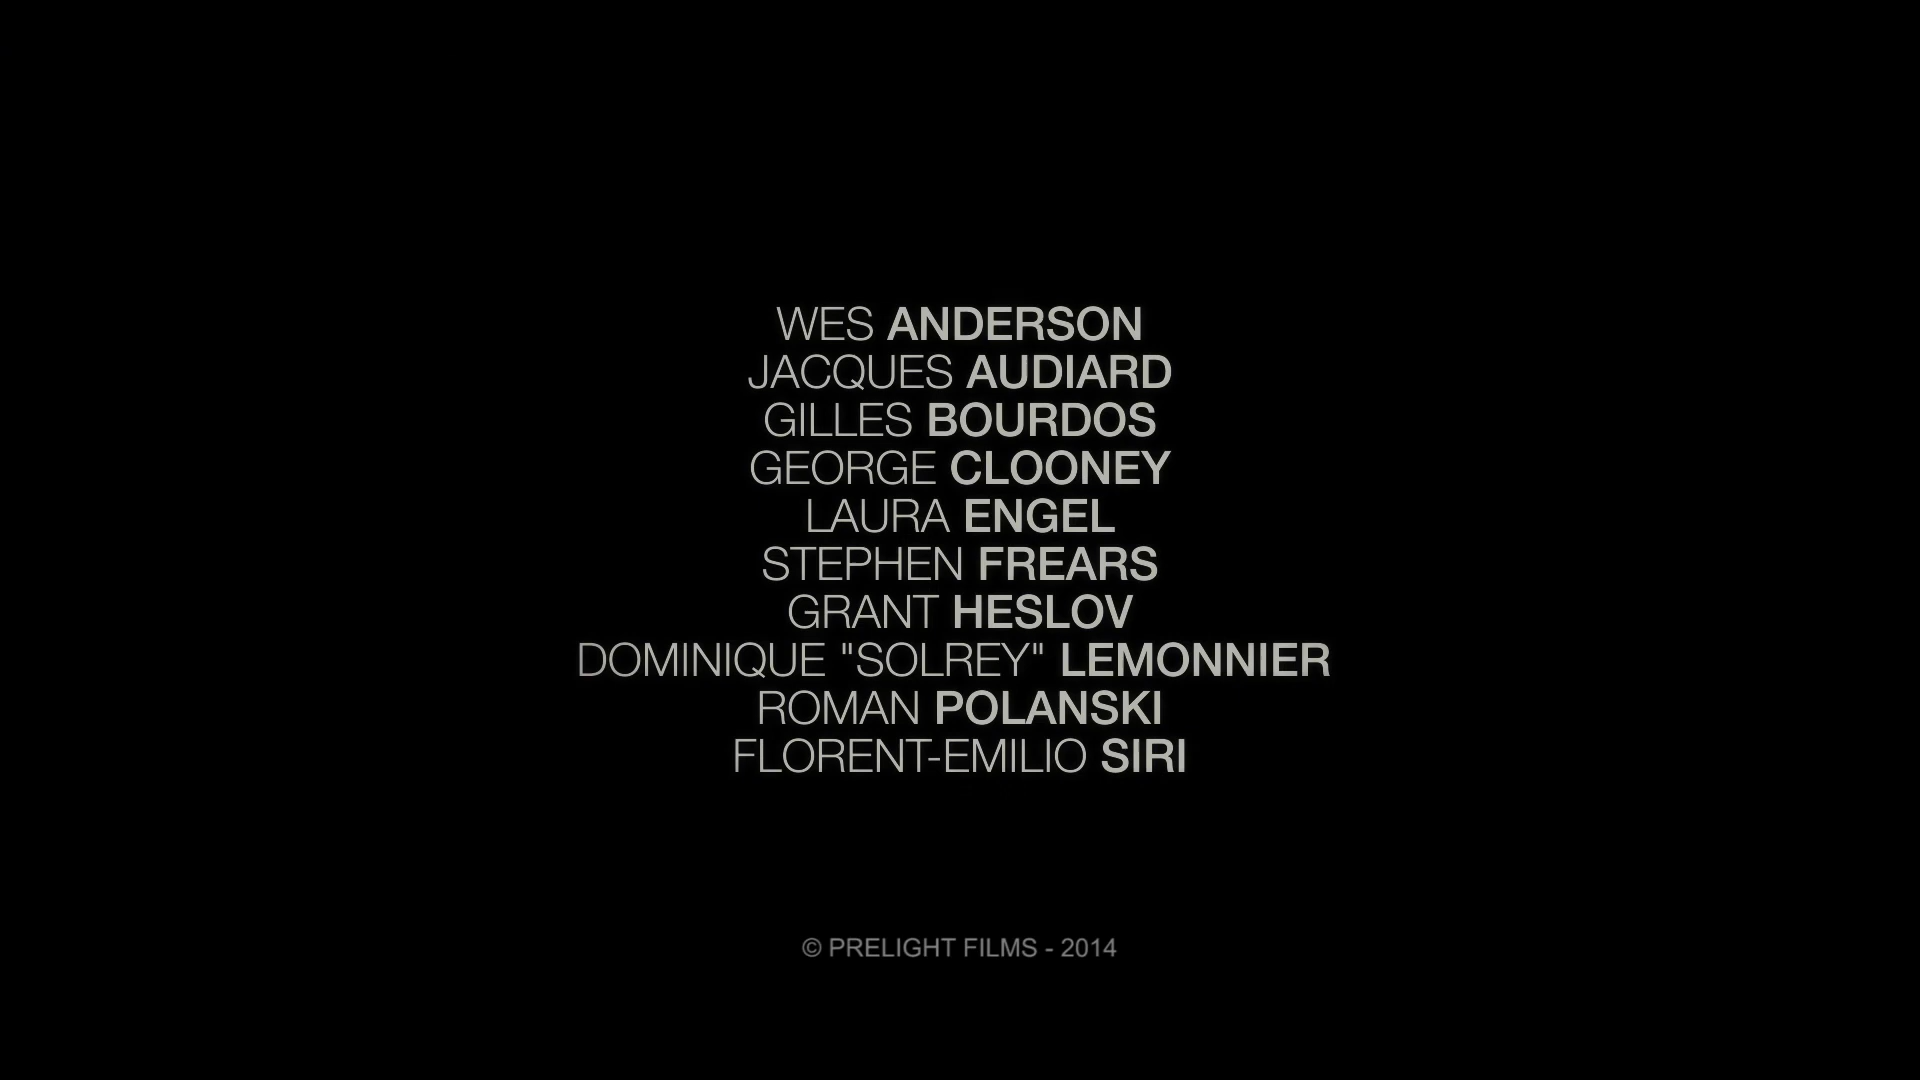 WES ANDERSON
JACQUES AUDIARD
GILLES BOURDOS
GEORGE CLOONEY
LAURA ENGEL
STEPHEN FREARS
GRANT HESLOV
DOMINIQUE "SOLREY" LEMONNIER
ROMAN POLANSKI
FLORENT-EMILIO SIRI
© PRELIGHT FILMS - 2014